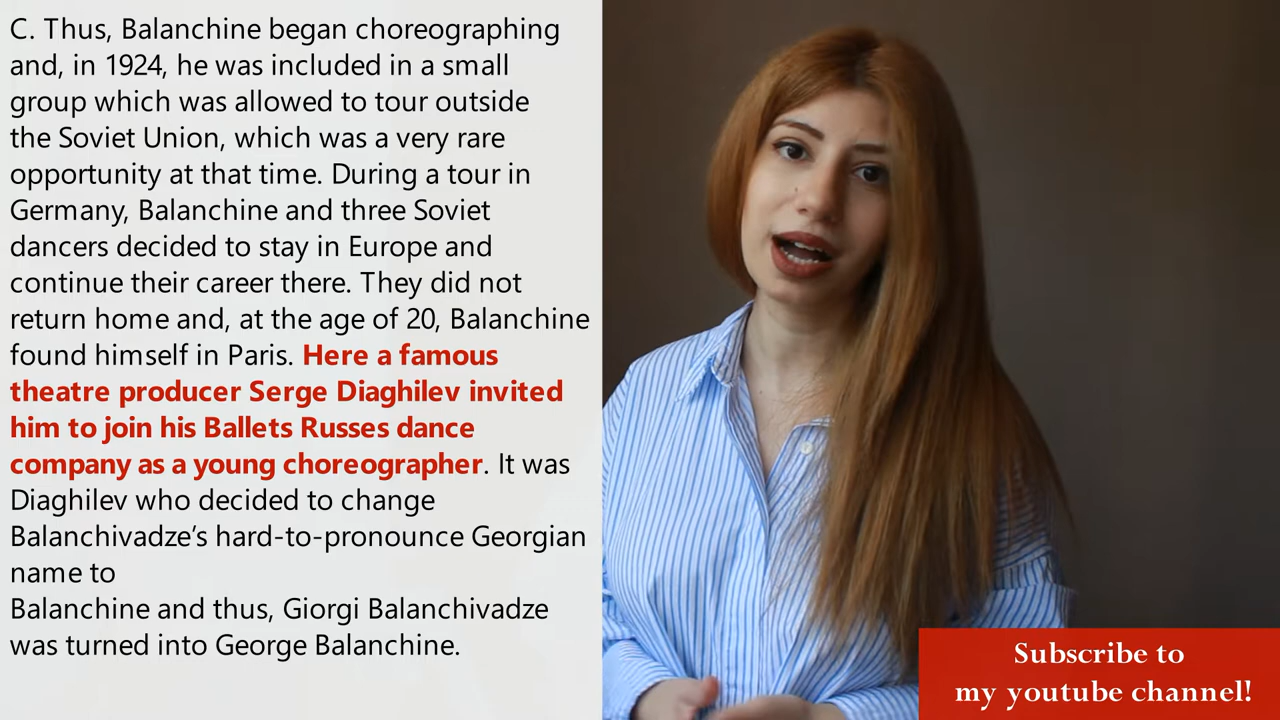 C. Thus, Balanchine began choreographing
and, in 1924, he was included in a small
group which was allowed to tour outside
the Soviet Union, which was a very rare
opportunity at that time. During a tour in
Germany, Balanchine and three Soviet
dancers decided to stay in Europe and
continue their career there. They did not
return home and, at the age of 20, Balanchine
found himself in Paris. Here a famous
theatre producer Serge Diaghilev invited
him to join his Ballets Russes dance
company as a young choreographer. It was
Diaghilev who decided to change
Balanchivadze’s hard-to-pronounce Georgian
name to
Balanchine and thus, Giorgi Balanchivadze
was turned into George Balanchine.
Subscribe to
my youtube channel!